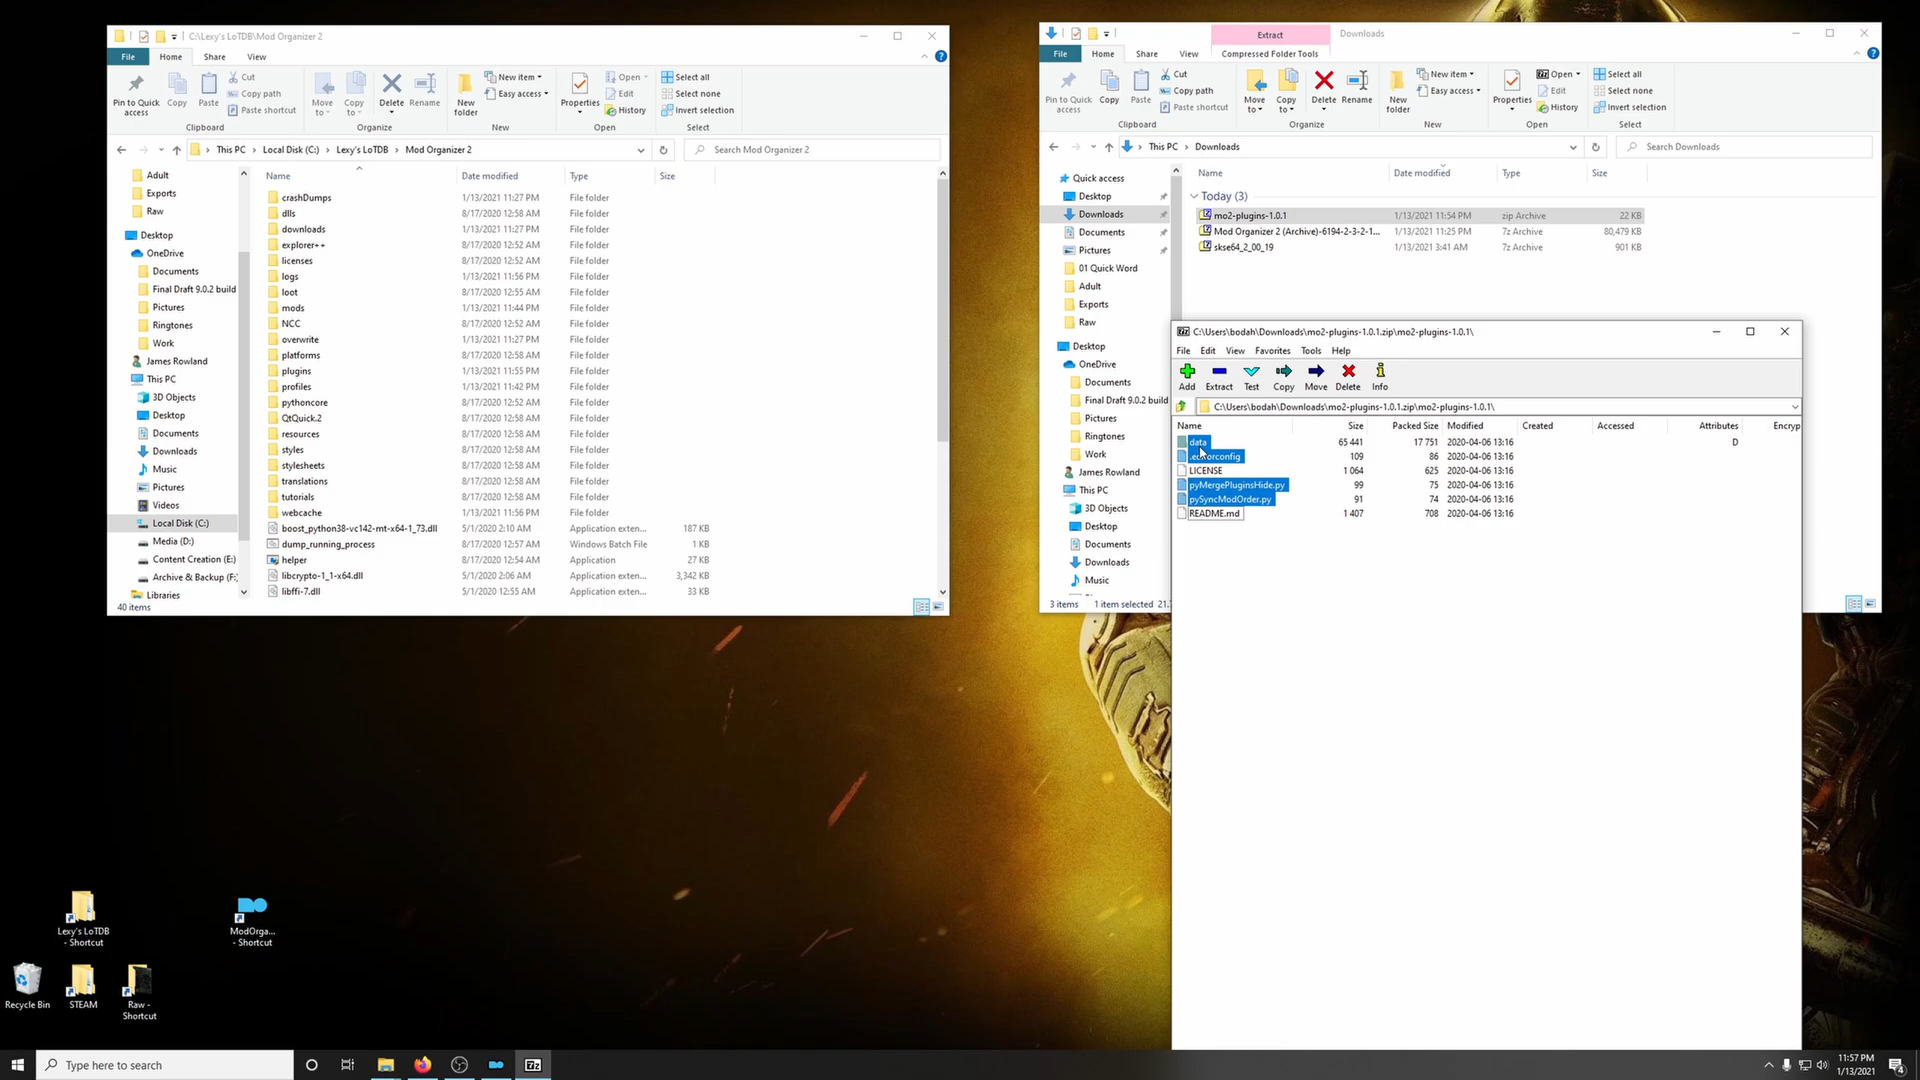 C:\Lexy's LoTDB\Mod Organizer 2
File Home Share View
Pin to Quick access
Copy
Paste
Cut
Copy path
Paste shortcut
Clipboard
Move to
Copy to
Delete
Rename
Organize
New folder
New item
Easy access
New
Properties
Open
Edit
History
Open
Select all
Select none
Invert selection
Select
This PC > Local Disk (C:) > Lexy's LoTDB > Mod Organizer 2
Search Mod Organizer 2
Adult
Exports
Raw
Desktop
OneDrive
Documents
Final Draft 9.0.2 build
Pictures
Ringtones
Work
James Rowland
This PC
3D Objects
Desktop
Documents
Downloads
Music
Pictures
Videos
Local Disk (C:)
Media (D:)
Content Creation (E:)
Archive & Backup (F:)
Libraries
Name Date modified Type Size
crashDumps 1/13/2021 11:27 PM File folder
dlls 8/17/2020 12:58 AM File folder
downloads 1/13/2021 11:27 PM File folder
explorer++ 8/17/2020 12:52 AM File folder
licenses 8/17/2020 12:52 AM File folder
logs 1/13/2021 11:56 PM File folder
loot 8/17/2020 12:55 AM File folder
mods 1/13/2021 11:44 PM File folder
NCC 8/17/2020 12:52 AM File folder
overwrite 1/13/2021 11:27 PM File folder
platforms 8/17/2020 12:58 AM File folder
plugins 1/13/2021 11:55 PM File folder
profiles 1/13/2021 11:42 PM File folder
pythoncore 8/17/2020 12:52 AM File folder
QtQuick.2 8/17/2020 12:58 AM File folder
resources 8/17/2020 12:58 AM File folder
styles 8/17/2020 12:58 AM File folder
stylesheets 8/17/2020 12:58 AM File folder
translations 8/17/2020 12:58 AM File folder
tutorials 8/17/2020 12:58 AM File folder
webcache 1/13/2021 11:56 PM File folder
boost_python38-vc142-mt-x64-1_73.dll 5/1/2020 2:10 AM Application exten... 187 KB
dump_running_process 8/17/2020 12:57 AM Windows Batch File 1 KB
helper 8/17/2020 12:54 AM Application 27 KB
libcrypto-1_1-x64.dll 5/1/2020 2:06 AM Application exten... 3,342 KB
libffi-7.dll 5/1/2020 12:55 AM Application exten... 33 KB
40 items
Extract
Downloads
File Home Share View Compressed Folder Tools
Pin to Quick access
Copy
Paste
Cut
Copy path
Paste shortcut
Clipboard
Move to
Copy to
Delete
Rename
Organize
New folder
New item
Easy access
New
Properties
Open
Edit
History
Open
Select all
Select none
Invert selection
Select
This PC > Downloads
Search Downloads
Quick access
Desktop
Downloads
Documents
Pictures
01 Quick Word
Adult
Exports
Raw
Desktop
OneDrive
Documents
Final Draft 9.0.2 build
Pictures
Ringtones
Work
James Rowland
This PC
3D Objects
Desktop
Documents
Downloads
Music
3 items 1 item selected
Name Date modified Type Size
Today (3)
mo2-plugins-1.0.1 1/13/2021 11:54 PM zip Archive 22 KB
Mod Organizer 2 (Archive)-6194-2-3-2-1... 1/13/2021 11:25 PM 7z Archive 80,479 KB
skse64_2_00_19 1/13/2021 3:41 AM 7z Archive 901 KB
C:\Users\bodah\Downloads\mo2-plugins-1.0.1.zip\mo2-plugins-1.0.1\
File Edit View Favorites Tools Help
Add Extract Test Copy Move Delete Info
C:\Users\bodah\Downloads\mo2-plugins-1.0.1.zip\mo2-plugins-1.0.1\
Name Size Packed Size Modified Created Accessed Attributes Encryp
data 65 441 17 751 2020-04-06 13:16 D
.editorconfig 109 86 2020-04-06 13:16
LICENSE 1 064 625 2020-04-06 13:16
pyMergePluginsHide.py 99 75 2020-04-06 13:16
pySyncModOrder.py 91 74 2020-04-06 13:16
README.md 1 407 708 2020-04-06 13:16
Lexy's LoTDB - Shortcut
ModOrga... - Shortcut
Recycle Bin
STEAM
Raw - Shortcut
Type here to search
11:57 PM
1/13/2021